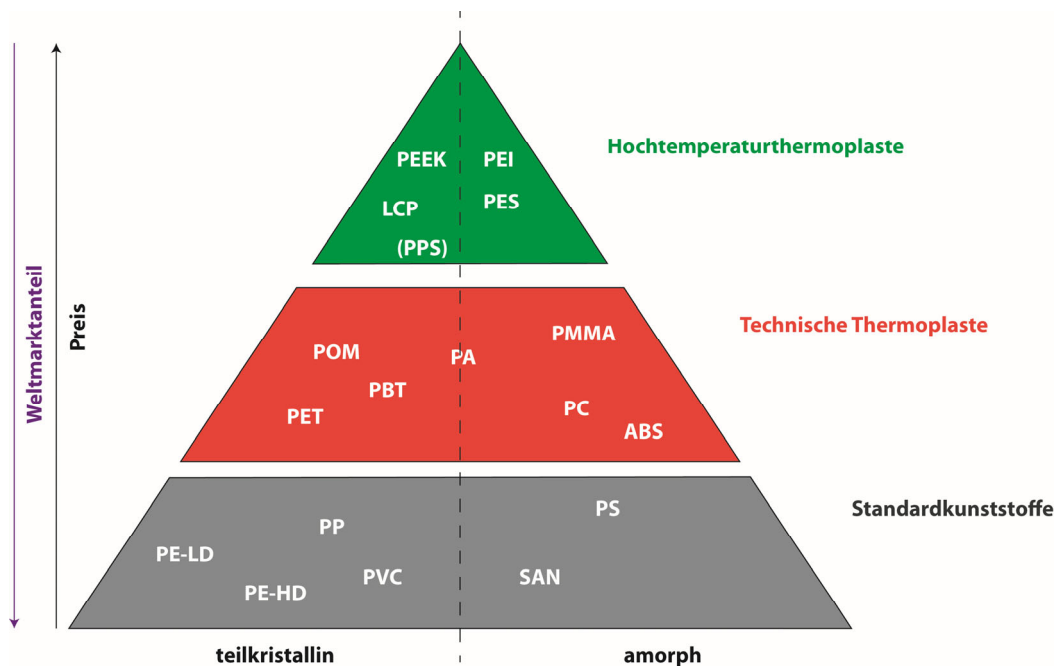 PEEK
PEI
Hochtemperaturthermoplaste
LCP
PES
(PPS)
Weltmarktanteil
Preis
Technische Thermoplaste
PMMA
POM
PA
PBT
PET
PC
ABS
Standardkunststoffe
PS
PP
PE-LD
PVC
SAN
PE-HD
teilkristallin
amorph